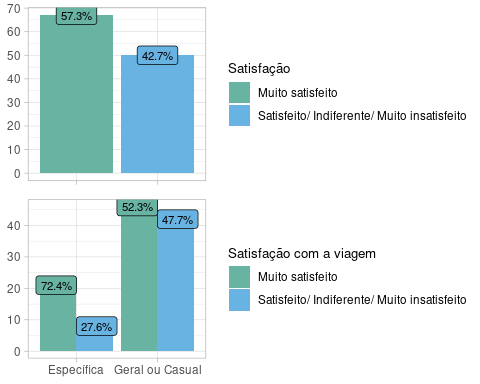 70
60
50
40
30
20
10
0
57.3%
42.7%
Satisfação
Muito satisfeito
Satisfeito/ Indiferente/ Muito insatisfeito
40
30
20
10
0
72.4%
27.6%
52.3%
47.7%
Específica
Geral ou Casual
Satisfação com a viagem
Muito satisfeito
Satisfeito/ Indiferente/ Muito insatisfeito